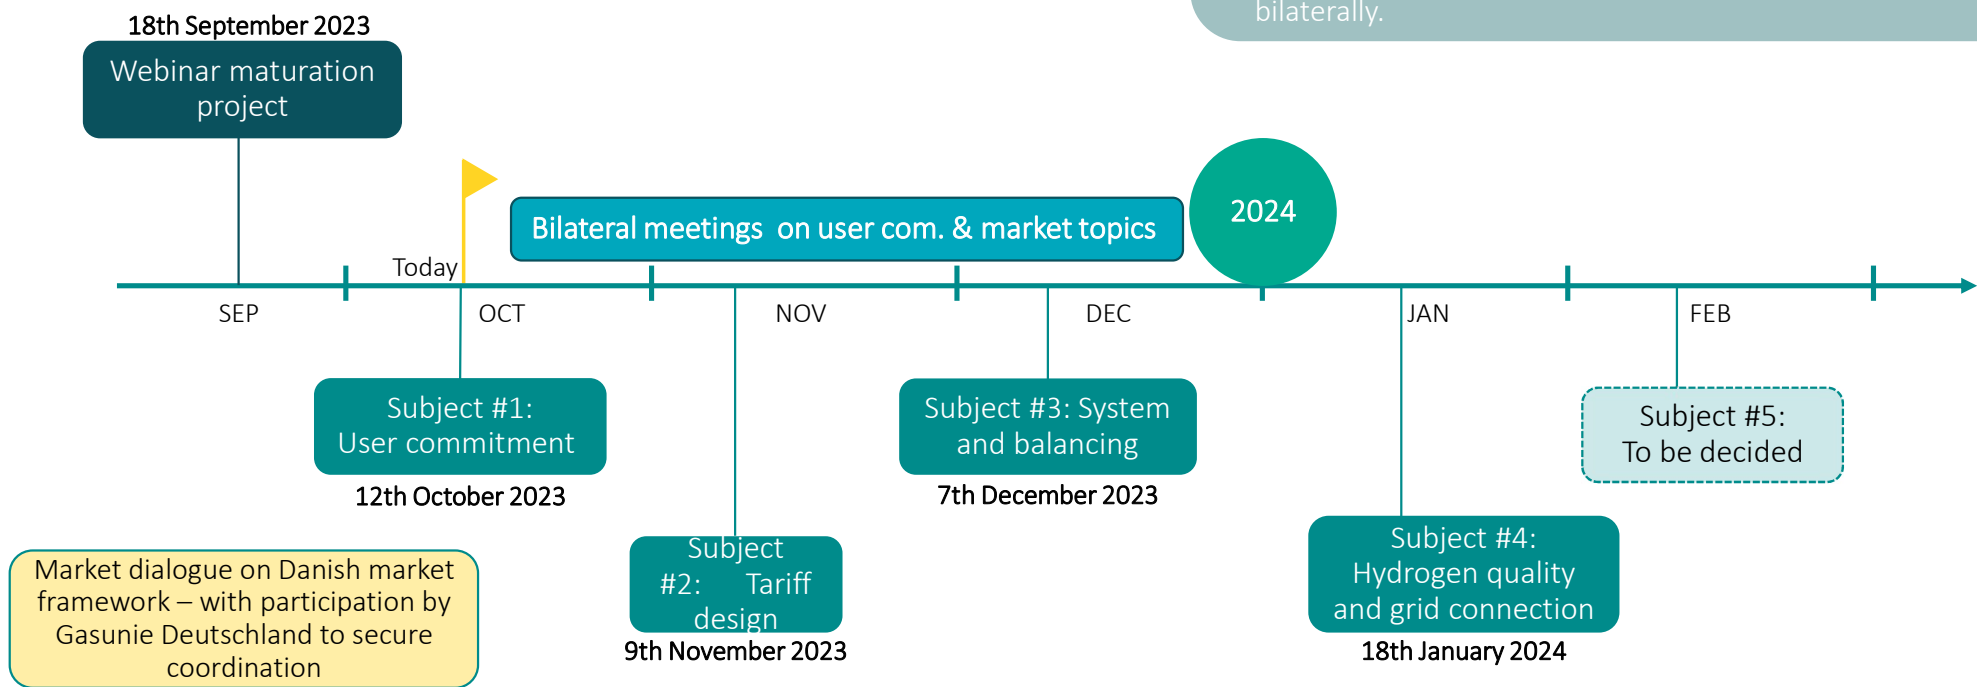 bilaterally.
18th September 2023
Webinar maturation
project
2024
Bilateral meetings on user com. & market topics
Today
SEP
OCT
NOV
DEC
JAN
FEB
Subject #1:
User commitment
12th October 2023
Subject #3: System
and balancing
7th December 2023
Subject #5:
To be decided
Subject
#2: Tariff
design
9th November 2023
Subject #4:
Hydrogen quality
and grid connection
18th January 2024
Market dialogue on Danish market
framework – with participation by
Gasunie Deutschland to secure
coordination